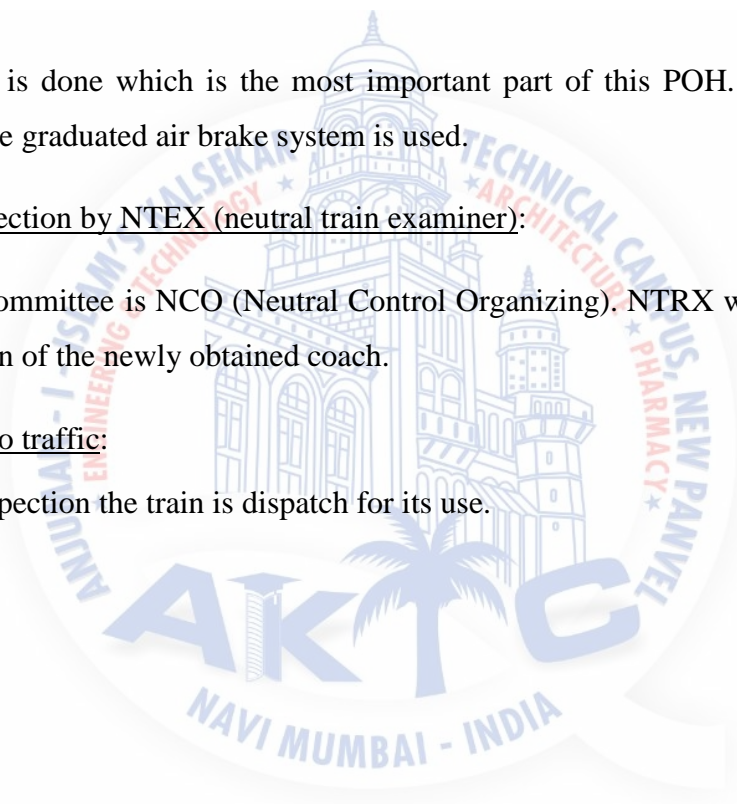 is done which is the most important part of this POH.
e graduated air brake system is used.
ection by NTEX (neutral train examiner):
ommittee is NCO (Neutral Control Organizing). NTRX w
n of the newly obtained coach.
o traffic:
pection the train is dispatch for its use.
ANJUMAN - I - ISLAM'S KALSEKAR TECHNICAL CAMPUS, NEW PANVEL
ENGINEERING & TECHNOLOGY ★ ★ ARCHITECTURE ★ PHARMACY ★
AKTC
NAVI MUMBAI - INDIA